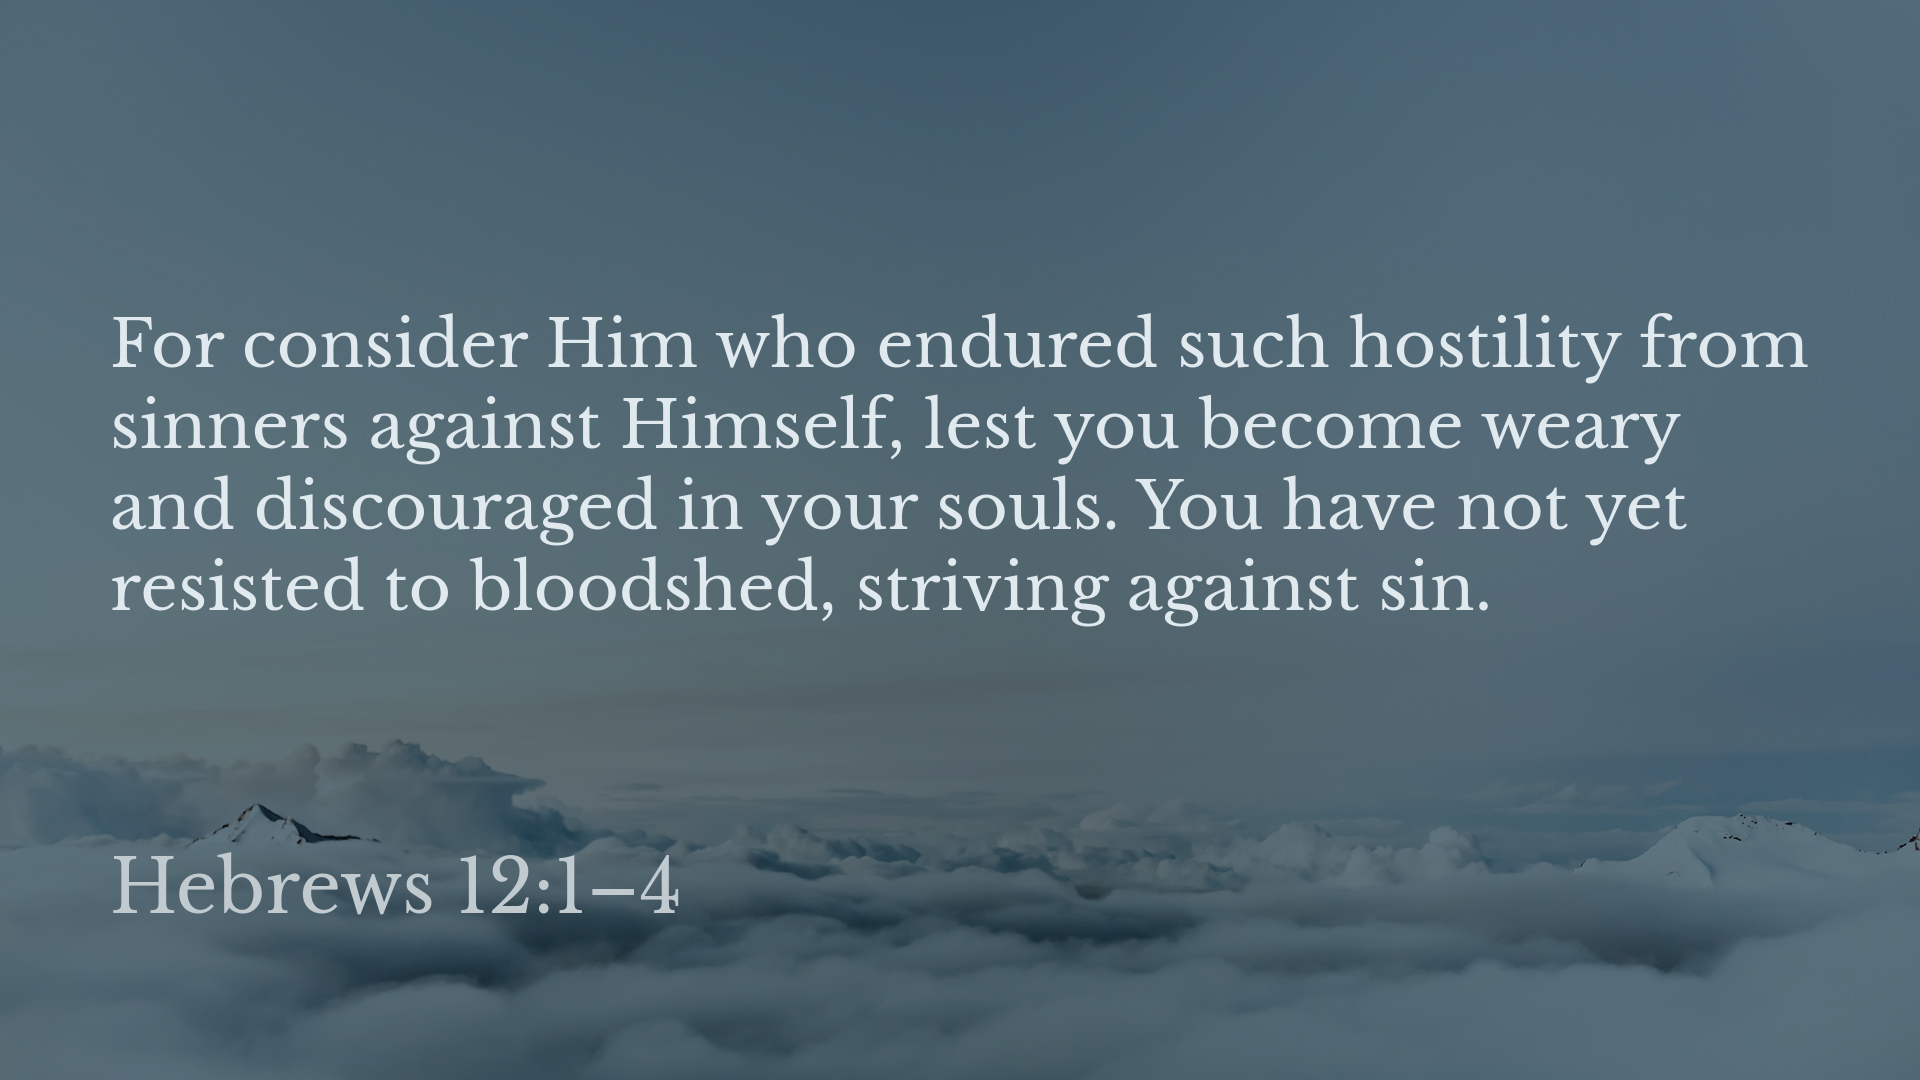 For consider Him who endured such hostility from
sinners against Himself, lest you become weary
and discouraged in your souls. You have not yet
resisted to bloodshed, striving against sin.
Hebrews 12:1–4